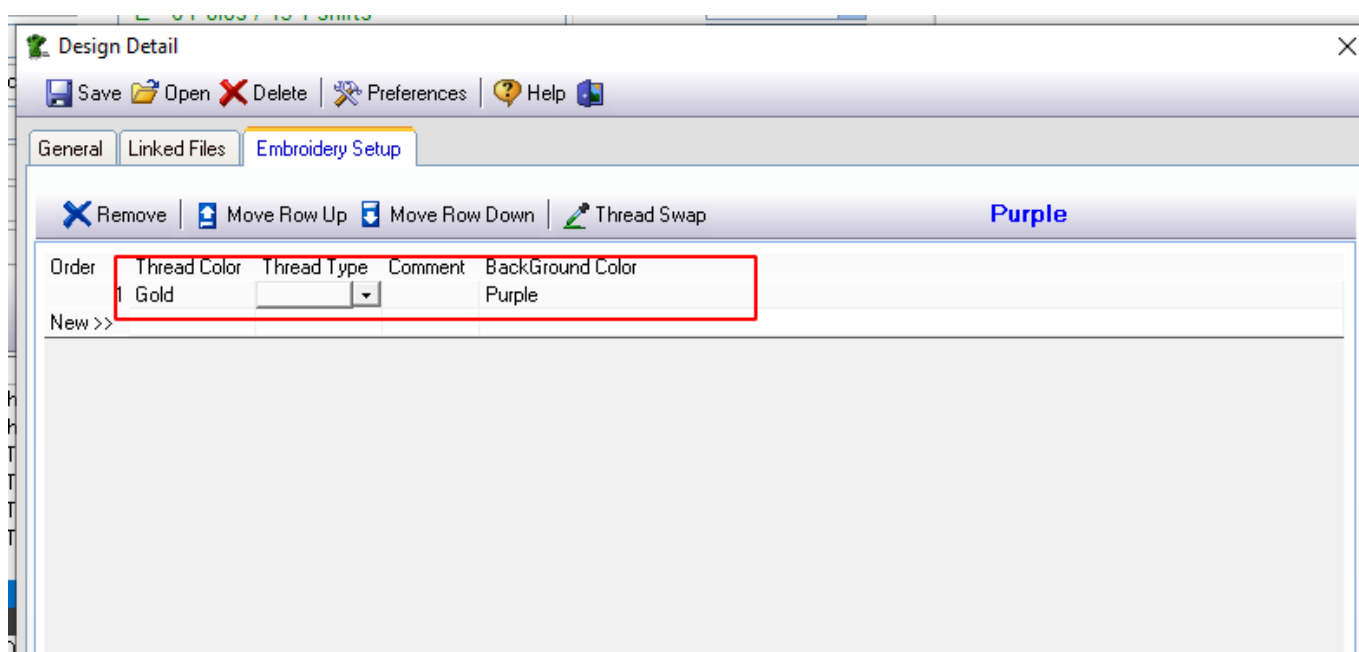 Design Detail
Save Open Delete Preferences Help
General Linked Files Embroidery Setup
Remove Move Row Up Move Row Down Thread Swap Purple
Order Thread Color Thread Type Comment BackGround Color
1 Gold Purple
New >>